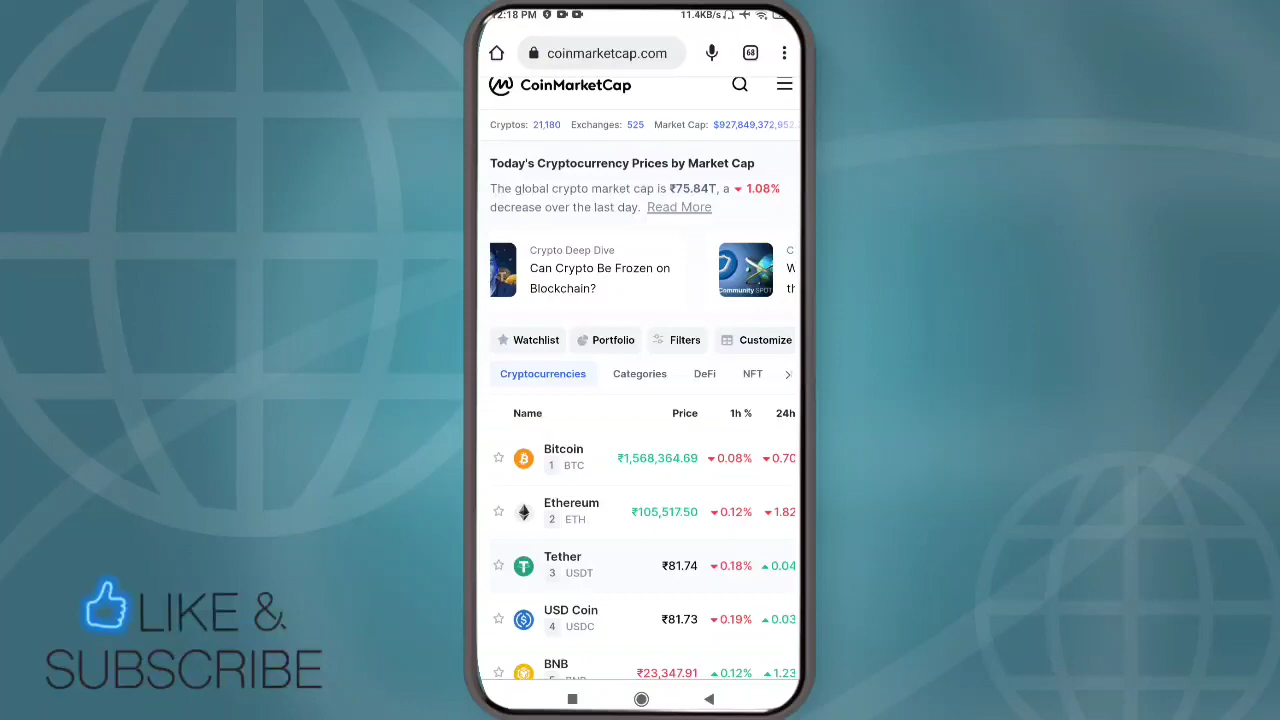 12:18 PM 11.4KB/s
coinmarketcap.com 68
CoinMarketCap
Cryptos: 21,180 Exchanges: 525 Market Cap: $927,849,372,952
Today's Cryptocurrency Prices by Market Cap
The global crypto market cap is ₹75.84T, a ▼ 1.08%
decrease over the last day. Read More
Crypto Deep Dive
Can Crypto Be Frozen on
Blockchain?
C
W
th
Community SPOT
Watchlist Portfolio Filters Customize
Cryptocurrencies Categories DeFi NFT
Name Price 1h % 24h
Bitcoin
1 BTC ₹1,568,364.69 ▼0.08% ▼0.70
Ethereum
2 ETH ₹105,517.50 ▼0.12% ▼1.82
Tether
3 USDT ₹81.74 ▼0.18% ▲0.04
USD Coin
4 USDC ₹81.73 ▼0.19% ▲0.03
BNB
₹23,347.91 ▲0.12% ▲1.23
LIKE &
SUBSCRIBE